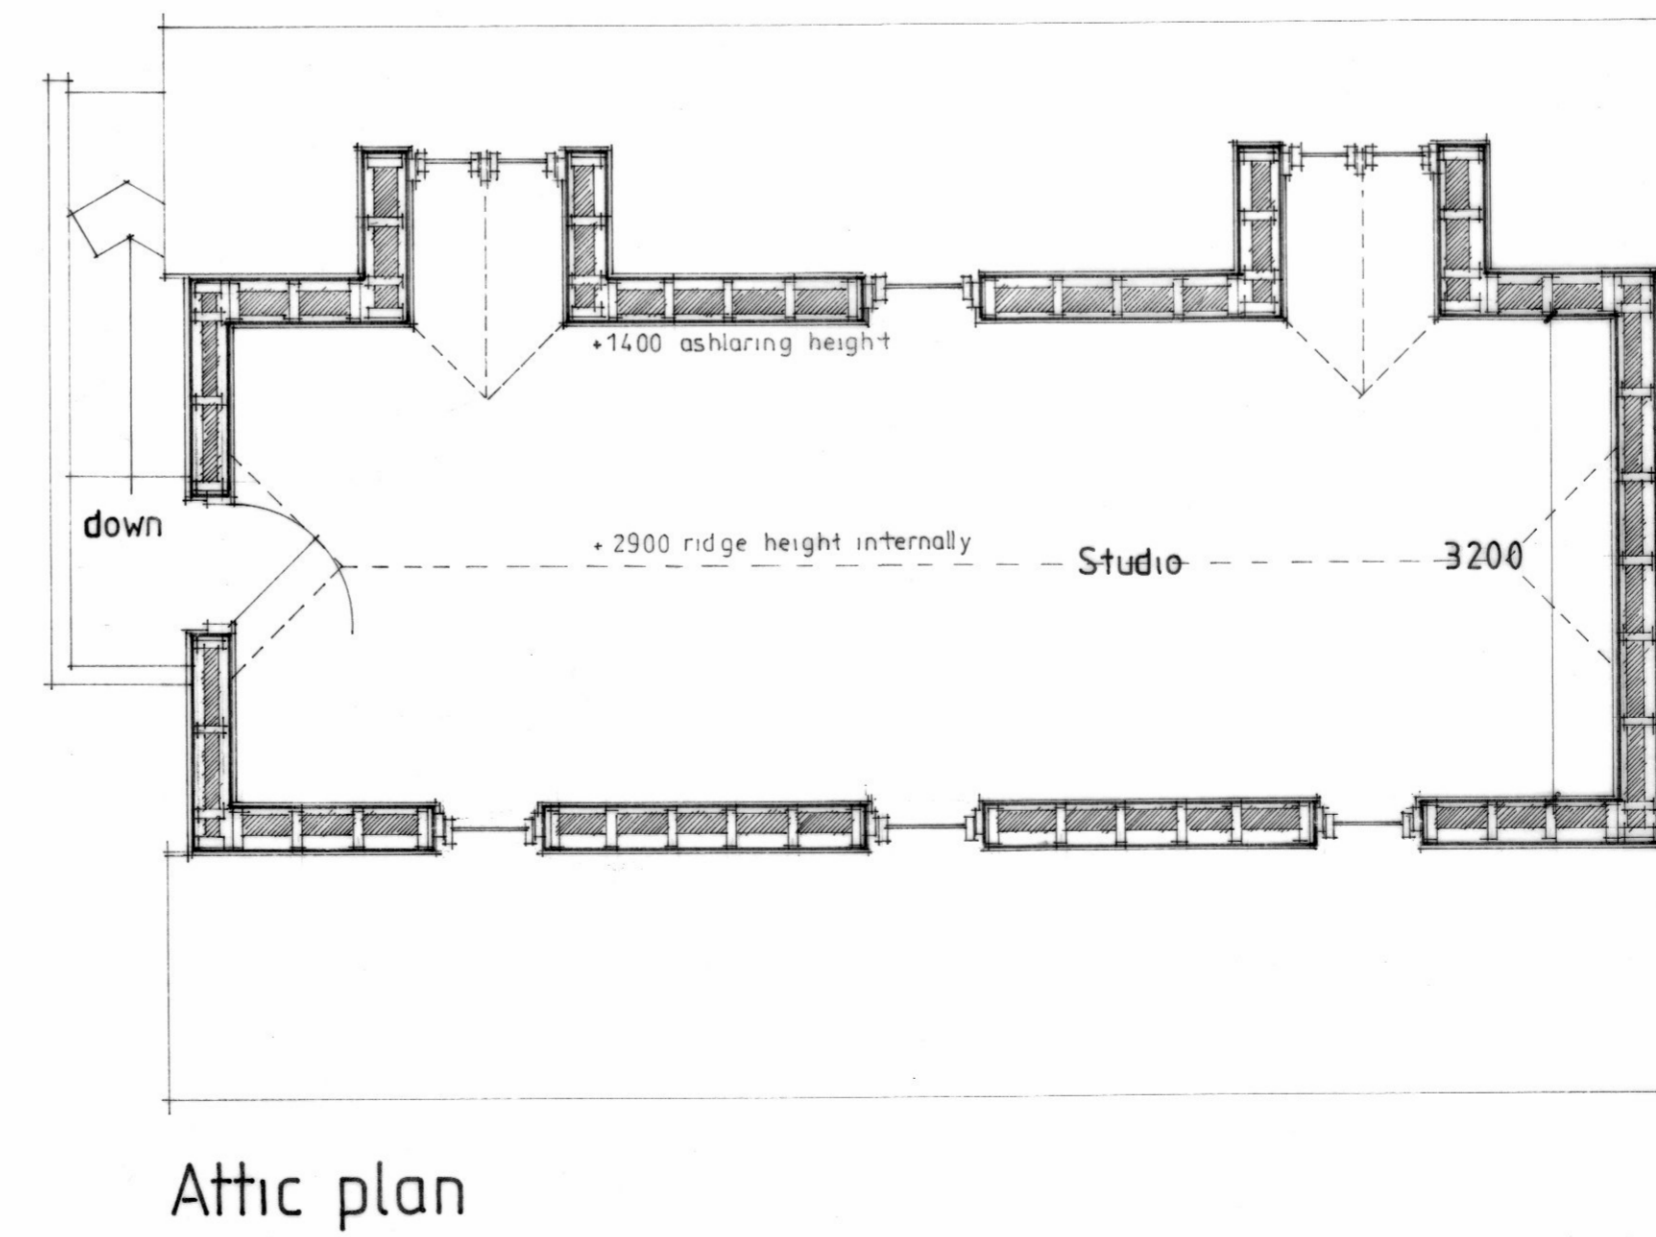 +1400 ashlaring height
down
+ 2900 ridge height internally
Studio
3200
Attic plan